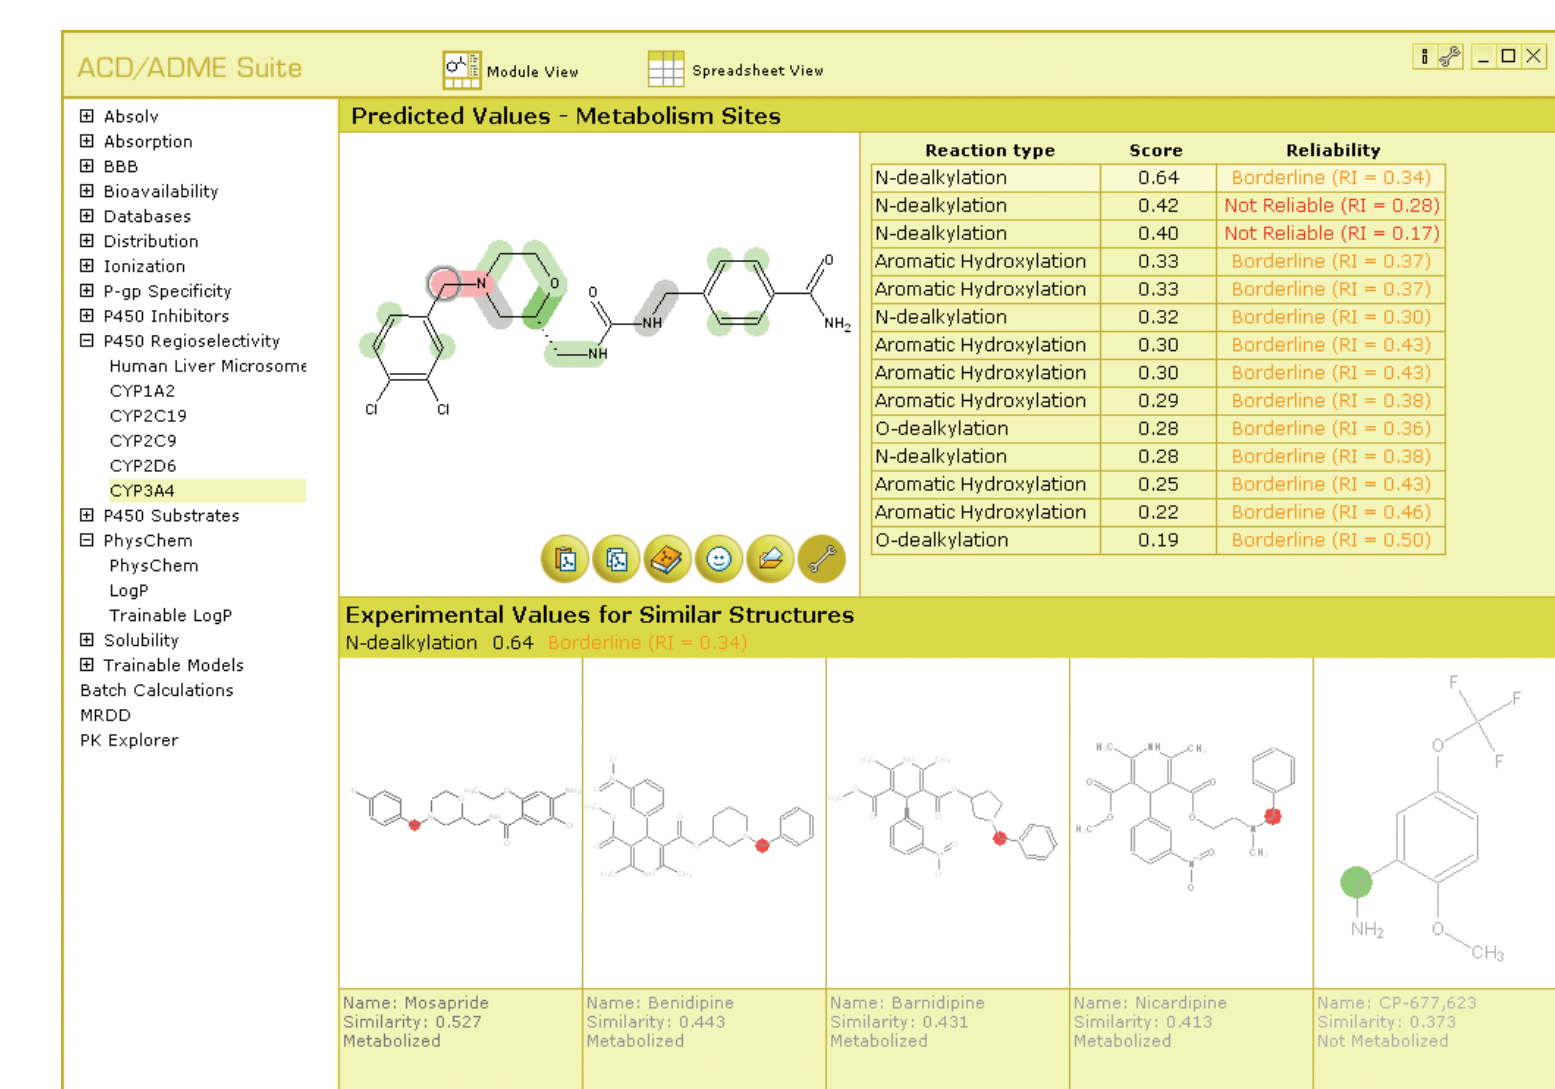 ACD/ADME Suite
Module View
Spreadsheet View
Absolv
Absorption
BBB
Bioavailability
Databases
Distribution
Ionization
P-gp Specificity
P450 Inhibitors
P450 Regioselectivity
Human Liver Microsome
CYP1A2
CYP2C19
CYP2C9
CYP2D6
CYP3A4
P450 Substrates
PhysChem
PhysChem
LogP
Trainable LogP
Solubility
Trainable Models
Batch Calculations
MRDD
PK Explorer
Predicted Values - Metabolism Sites
N
O
O
NH
NH
O
NH2
Cl
Cl
Reaction type Score Reliability
N-dealkylation 0.64 Borderline (RI = 0.34)
N-dealkylation 0.42 Not Reliable (RI = 0.28)
N-dealkylation 0.40 Not Reliable (RI = 0.17)
Aromatic Hydroxylation 0.33 Borderline (RI = 0.37)
Aromatic Hydroxylation 0.33 Borderline (RI = 0.37)
N-dealkylation 0.32 Borderline (RI = 0.30)
Aromatic Hydroxylation 0.30 Borderline (RI = 0.43)
Aromatic Hydroxylation 0.30 Borderline (RI = 0.43)
Aromatic Hydroxylation 0.29 Borderline (RI = 0.38)
O-dealkylation 0.28 Borderline (RI = 0.36)
N-dealkylation 0.28 Borderline (RI = 0.38)
Aromatic Hydroxylation 0.25 Borderline (RI = 0.43)
Aromatic Hydroxylation 0.22 Borderline (RI = 0.46)
O-dealkylation 0.19 Borderline (RI = 0.50)
Experimental Values for Similar Structures
N-dealkylation 0.64 Borderline (RI = 0.34)
H3C NH CH3
F
F
F
O
NH2
O
CH3
Name: Mosapride
Similarity: 0.527
Metabolized
Name: Benidipine
Similarity: 0.443
Metabolized
Name: Barnidipine
Similarity: 0.431
Metabolized
Name: Nicardipine
Similarity: 0.413
Metabolized
Name: CP-677,623
Similarity: 0.373
Not Metabolized